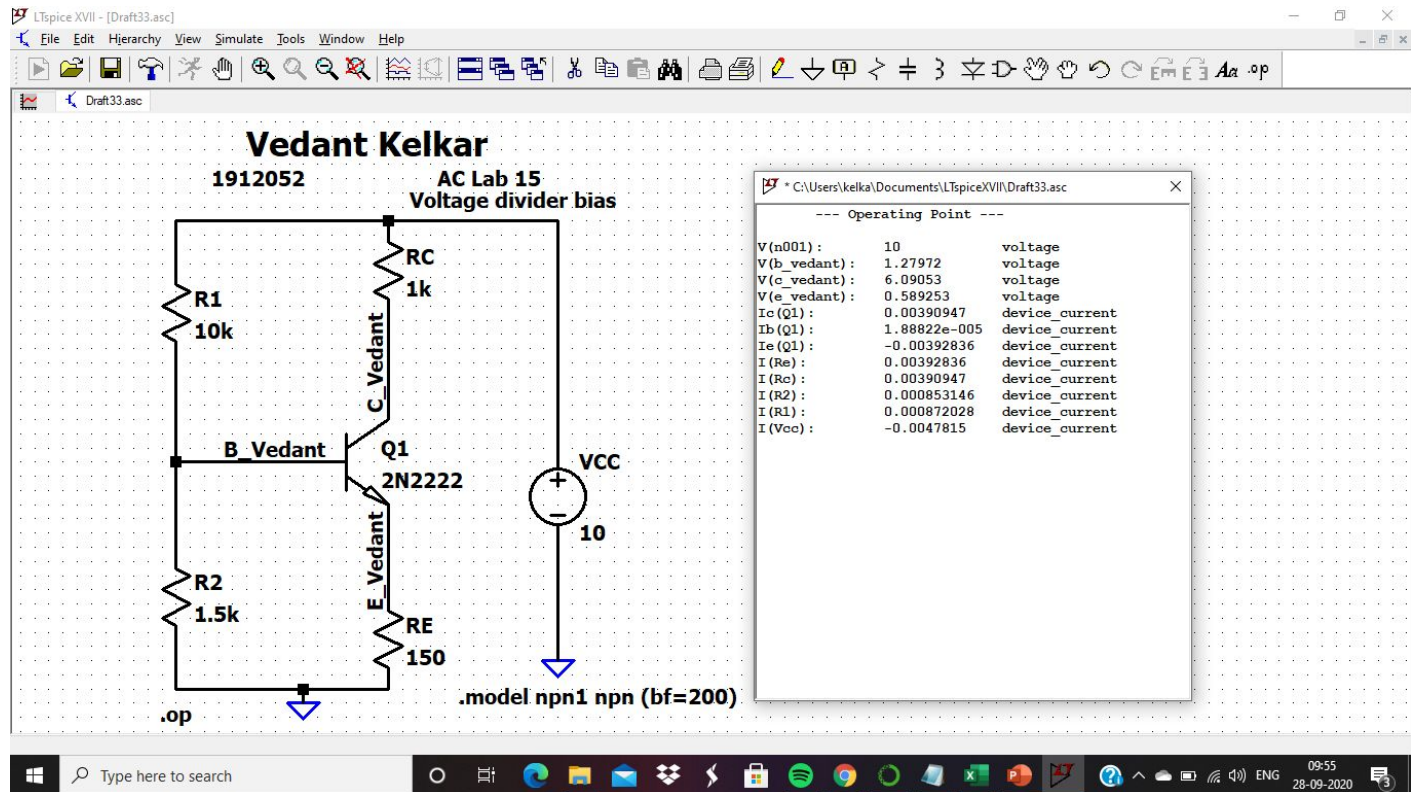 LTspice XVII - [Draft33.asc]
File Edit Hierarchy View Simulate Tools Window Help
Aa .op
Draft33.asc
Vedant Kelkar
1912052 AC Lab 15
Voltage divider bias
RC
1k
R1
10k
C_Vedant
B_Vedant
Q1
2N2222
VCC
10
E_Vedant
R2
1.5k
RE
150
.model npn1 npn (bf=200)
.op
* C:\Users\kelka\Documents\LTspiceXVII\Draft33.asc
--- Operating Point ---
V(n001): 10 voltage
V(b_vedant): 1.27972 voltage
V(c_vedant): 6.09053 voltage
V(e_vedant): 0.589253 voltage
Ic(Q1): 0.00390947 device_current
Ib(Q1): 1.88822e-005 device_current
Ie(Q1): -0.00392836 device_current
I(Re): 0.00392836 device_current
I(Rc): 0.00390947 device_current
I(R2): 0.000853146 device_current
I(R1): 0.000872028 device_current
I(Vcc): -0.0047815 device_current
Type here to search
ENG
09:55
28-09-2020
3